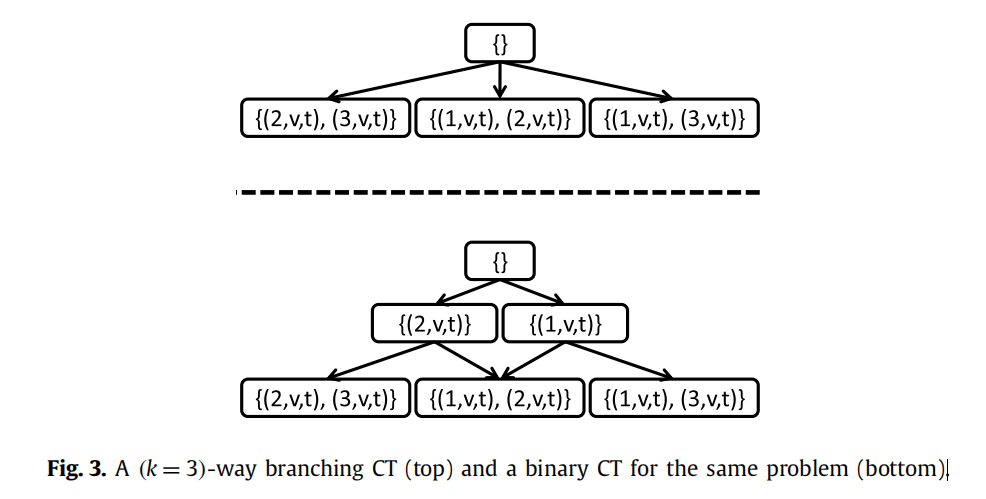 {}
{(2,v,t), (3,v,t)} {(1,v,t), (2,v,t)} {(1,v,t), (3,v,t)}
{}
{(2,v,t)} {(1,v,t)}
{(2,v,t), (3,v,t)} {(1,v,t), (2,v,t)} {(1,v,t), (3,v,t)}
Fig. 3. A (k = 3)-way branching CT (top) and a binary CT for the same problem (bottom).